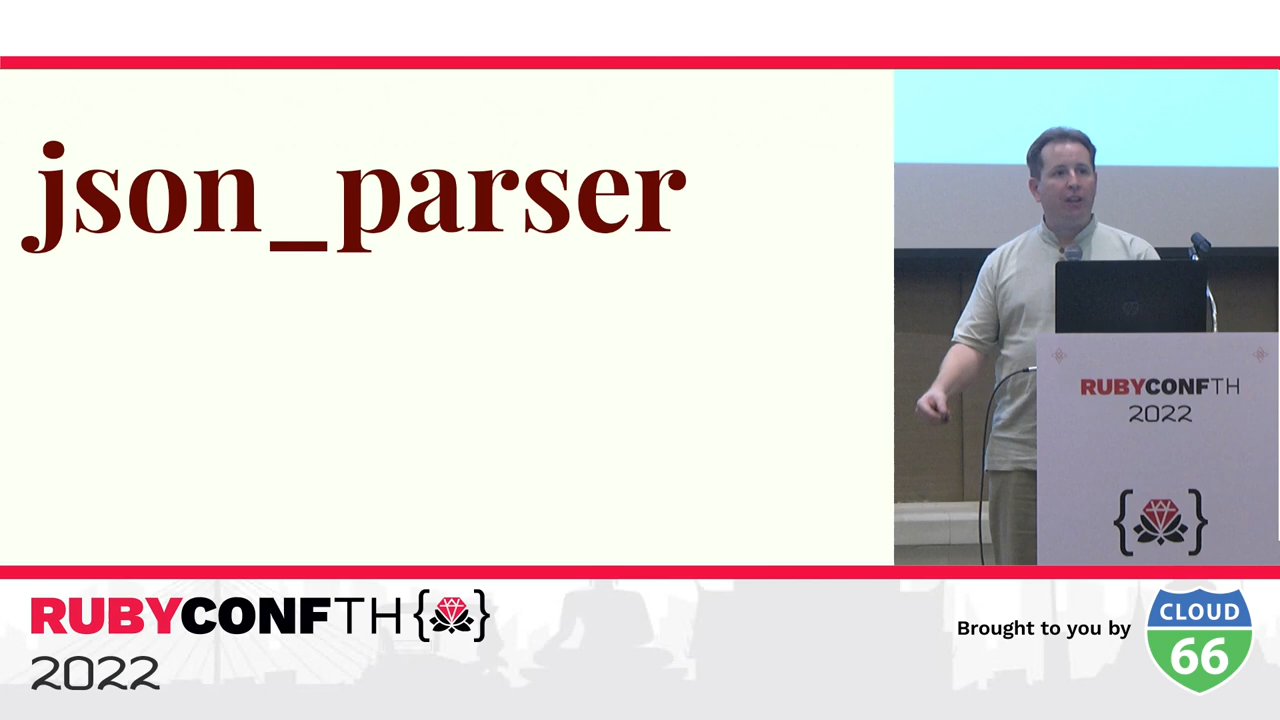 json_parser
RUBYCONFTH
2022
RUBYCONFTH
2022
Brought to you by
CLOUD
66